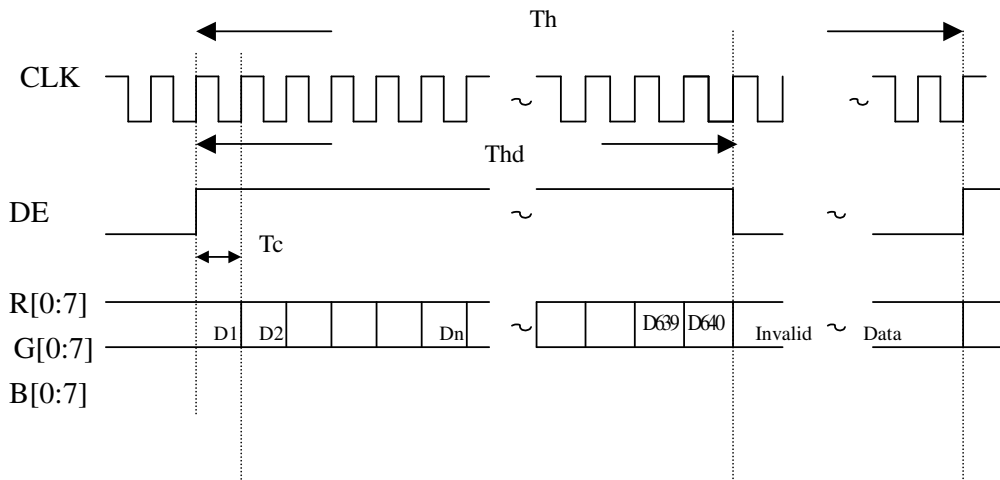 Th
CLK
Thd
DE
Tc
R[0:7]
D1 D2 Dn D639 D640 Invalid Data
G[0:7]
B[0:7]